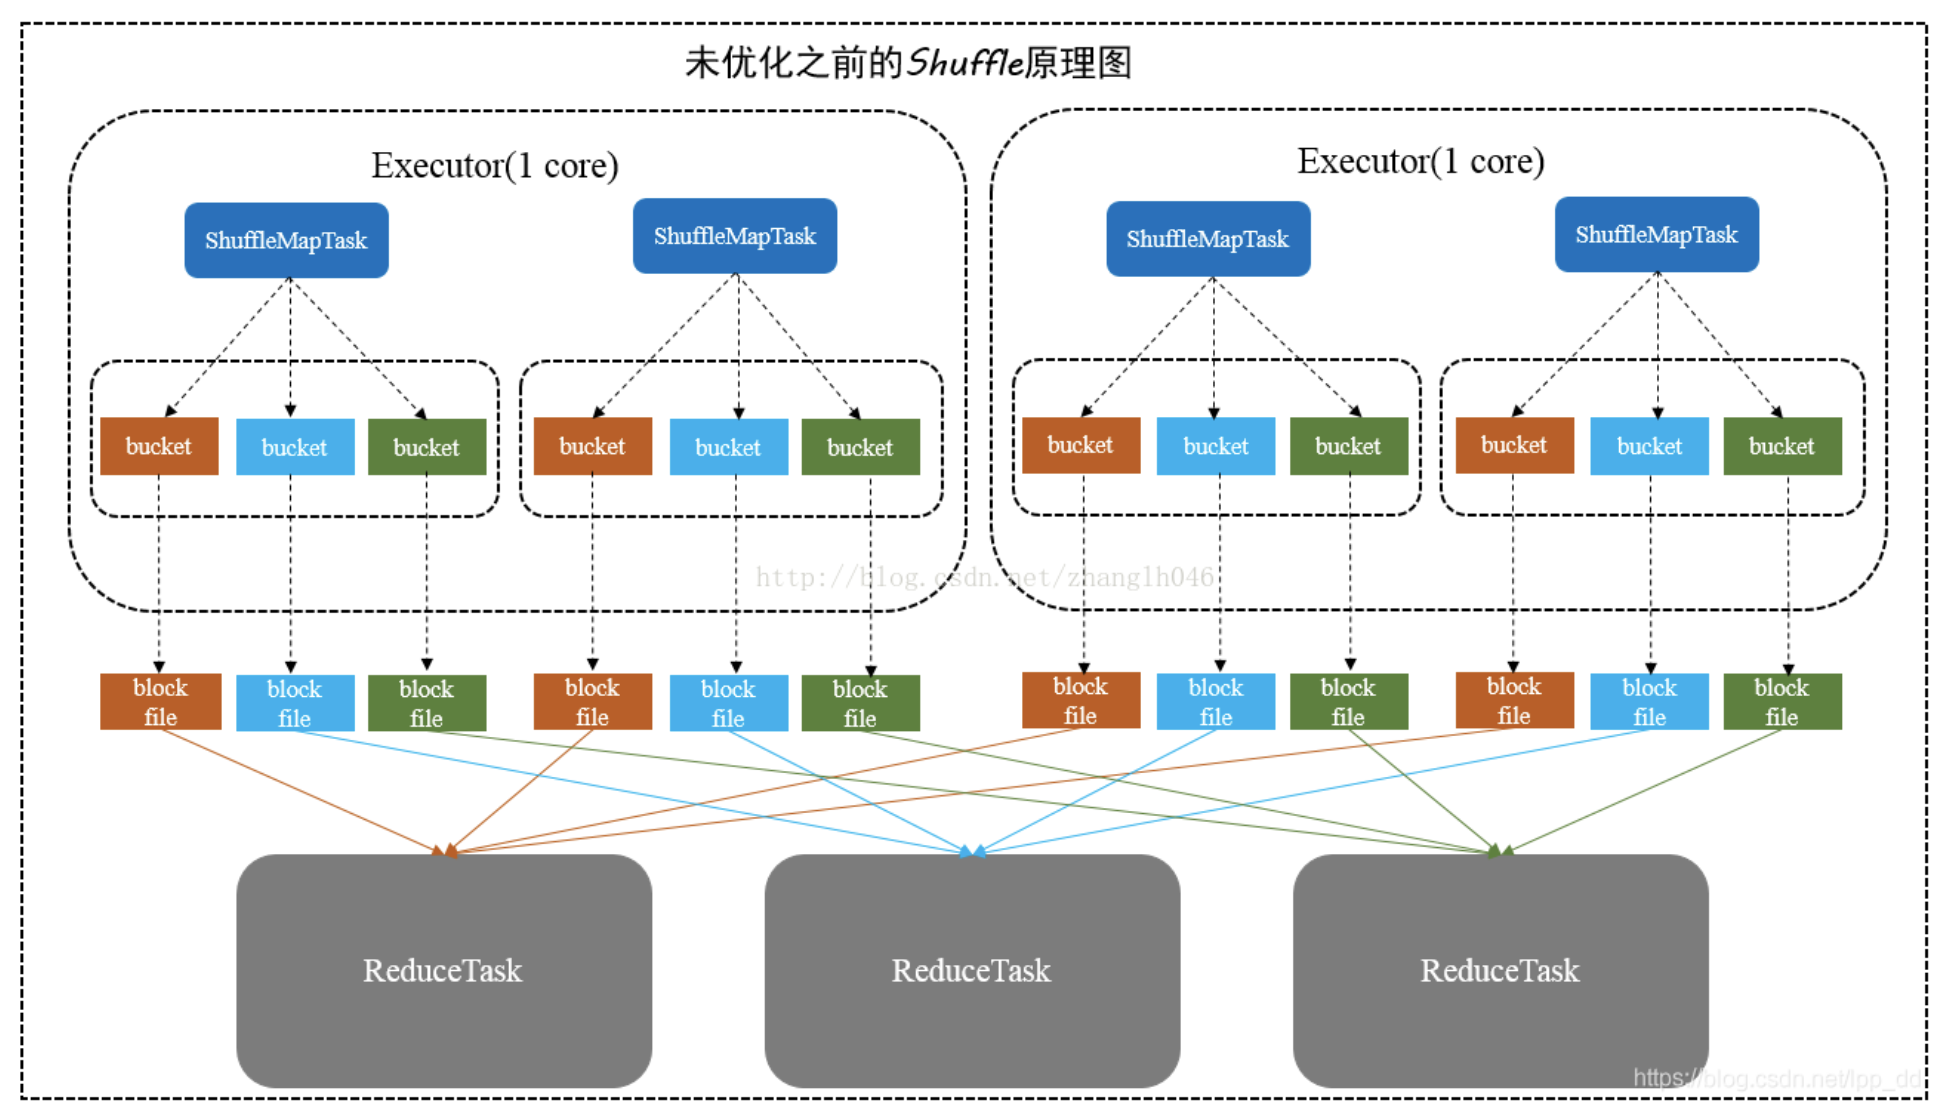 未优化之前的Shuffle原理图
Executor(1 core)
Executor(1 core)
ShuffleMapTask
ShuffleMapTask
ShuffleMapTask
ShuffleMapTask
bucket
bucket
bucket
bucket
bucket
bucket
bucket
bucket
bucket
bucket
bucket
bucket
http://blog.csdn.net/zhanglh046
block
file
block
file
block
file
block
file
block
file
block
file
block
file
block
file
block
file
block
file
block
file
block
file
ReduceTask
ReduceTask
ReduceTask
https://blog.csdn.net/lpp_dd